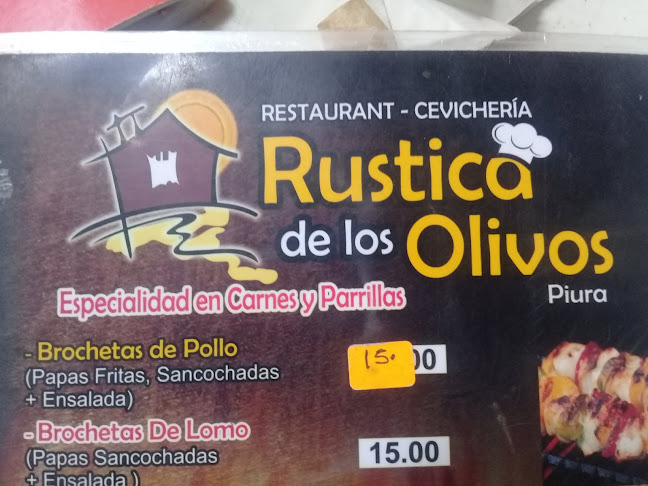 RESTAURANT - CEVICHERÍA
Rustica
de los Olivos
Piura
Especialidad en Carnes y Parrillas
- Brochetas de Pollo
15.00
(Papas Fritas, Sancochadas
+ Ensalada)
- Brochetas De Lomo
15.00
(Papas Sancochadas
+ Ensalada )